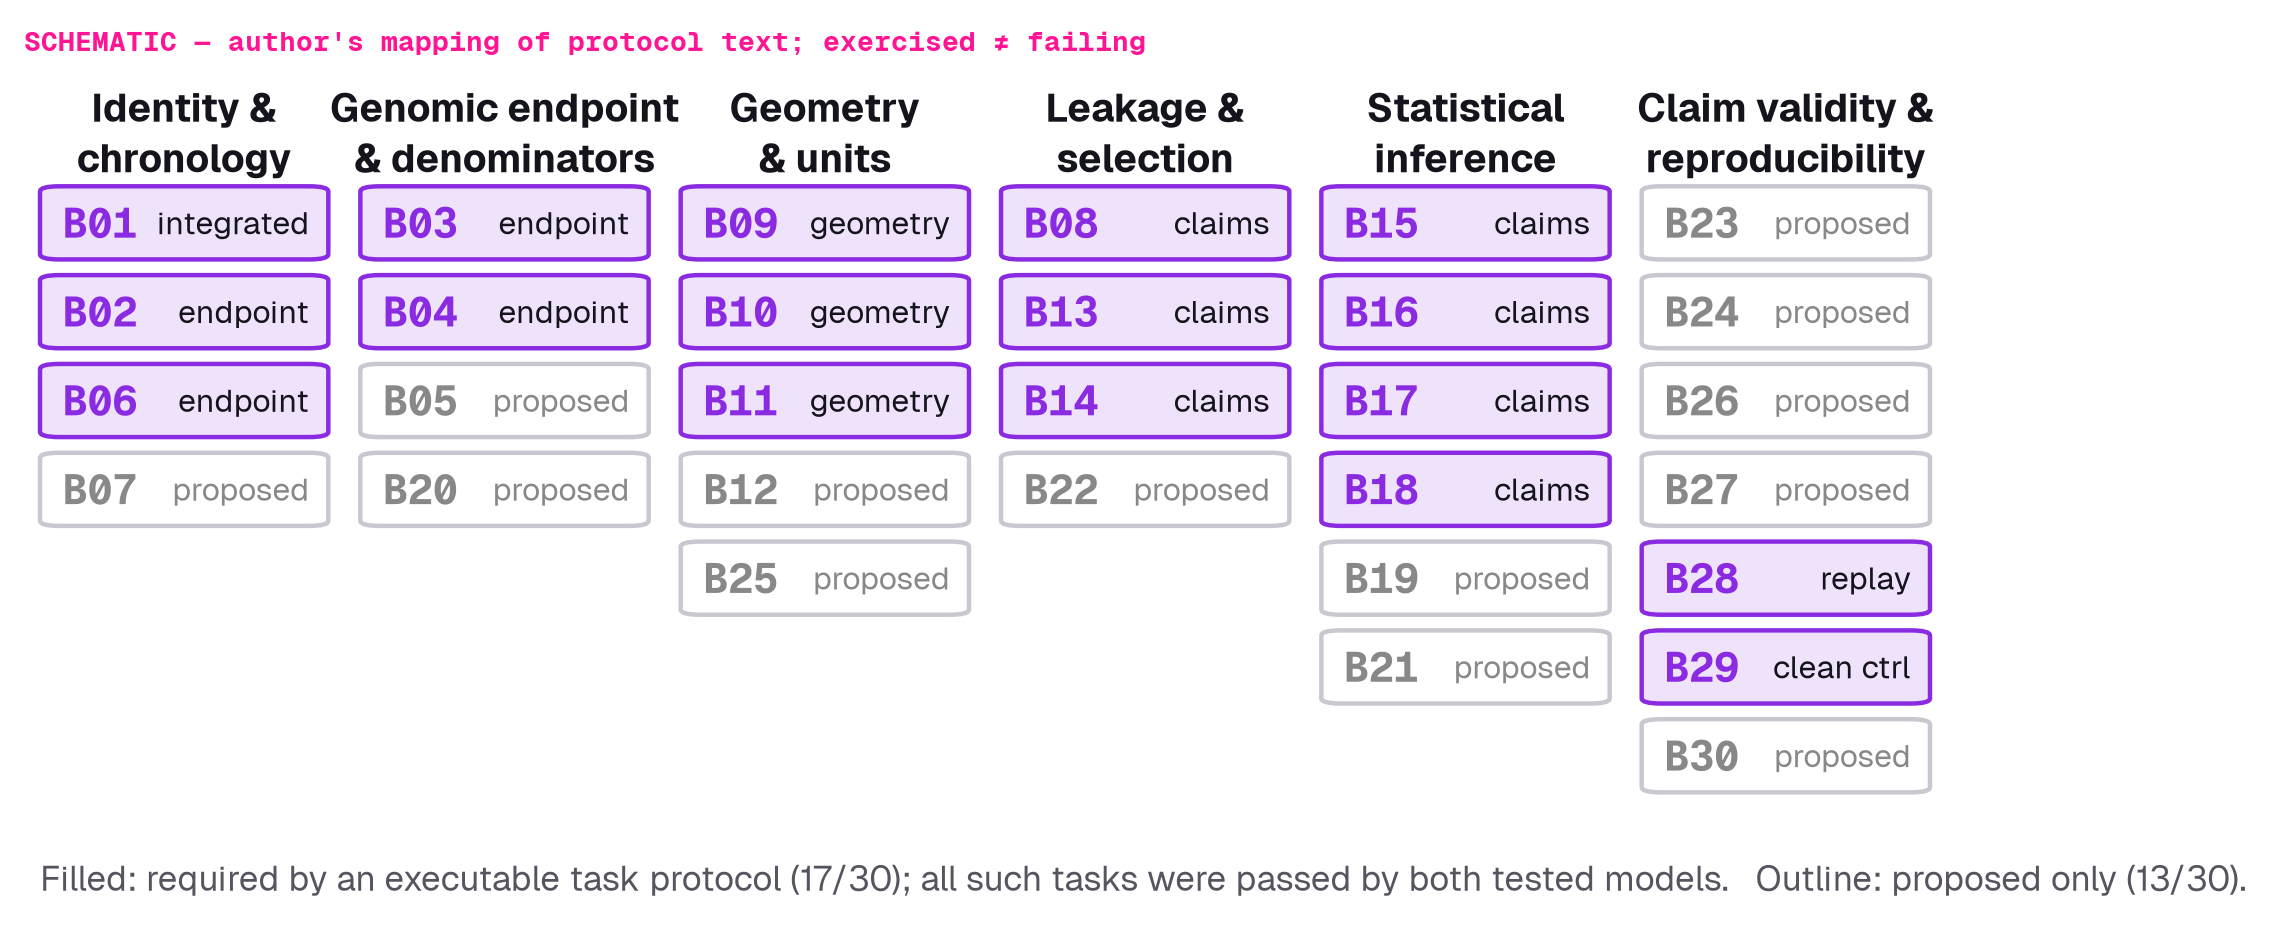 SCHEMATIC — author's mapping of protocol text; exercised ≠ failing
Identity &
chronology
B01 integrated
B02 endpoint
B06 endpoint
B07 proposed
Genomic endpoint
& denominators
B03 endpoint
B04 endpoint
B05 proposed
B20 proposed
Geometry
& units
B09 geometry
B10 geometry
B11 geometry
B12 proposed
B25 proposed
Leakage &
selection
B08 claims
B13 claims
B14 claims
B22 proposed
Statistical
inference
B15 claims
B16 claims
B17 claims
B18 claims
B19 proposed
B21 proposed
Claim validity &
reproducibility
B23 proposed
B24 proposed
B26 proposed
B27 proposed
B28 replay
B29 clean ctrl
B30 proposed
Filled: required by an executable task protocol (17/30); all such tasks were passed by both tested models. Outline: proposed only (13/30).